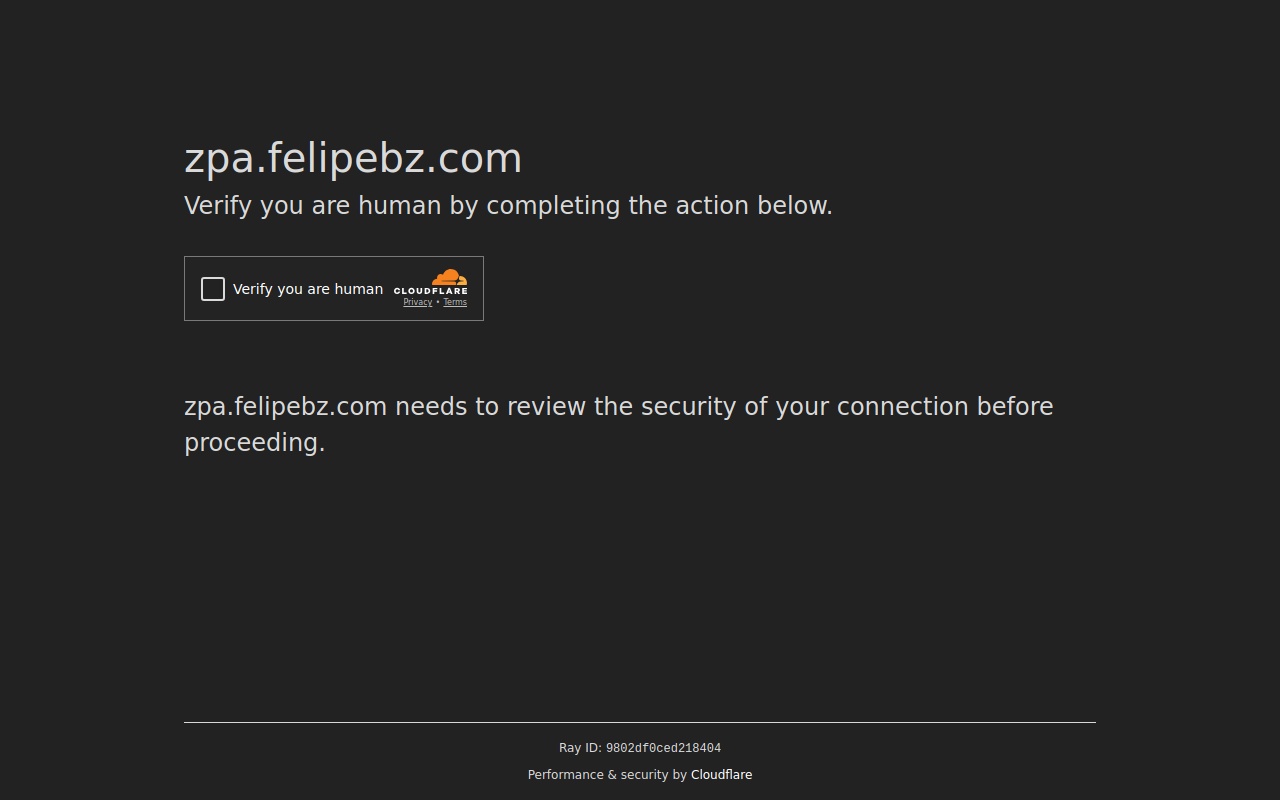 zpa.felipebz.com
Verify you are human by completing the action below.
Verify you are human
CLOUDFLARE
Privacy • Terms
zpa.felipebz.com needs to review the security of your connection before
proceeding.
Ray ID: 9802df0ced218404
Performance & security by Cloudflare